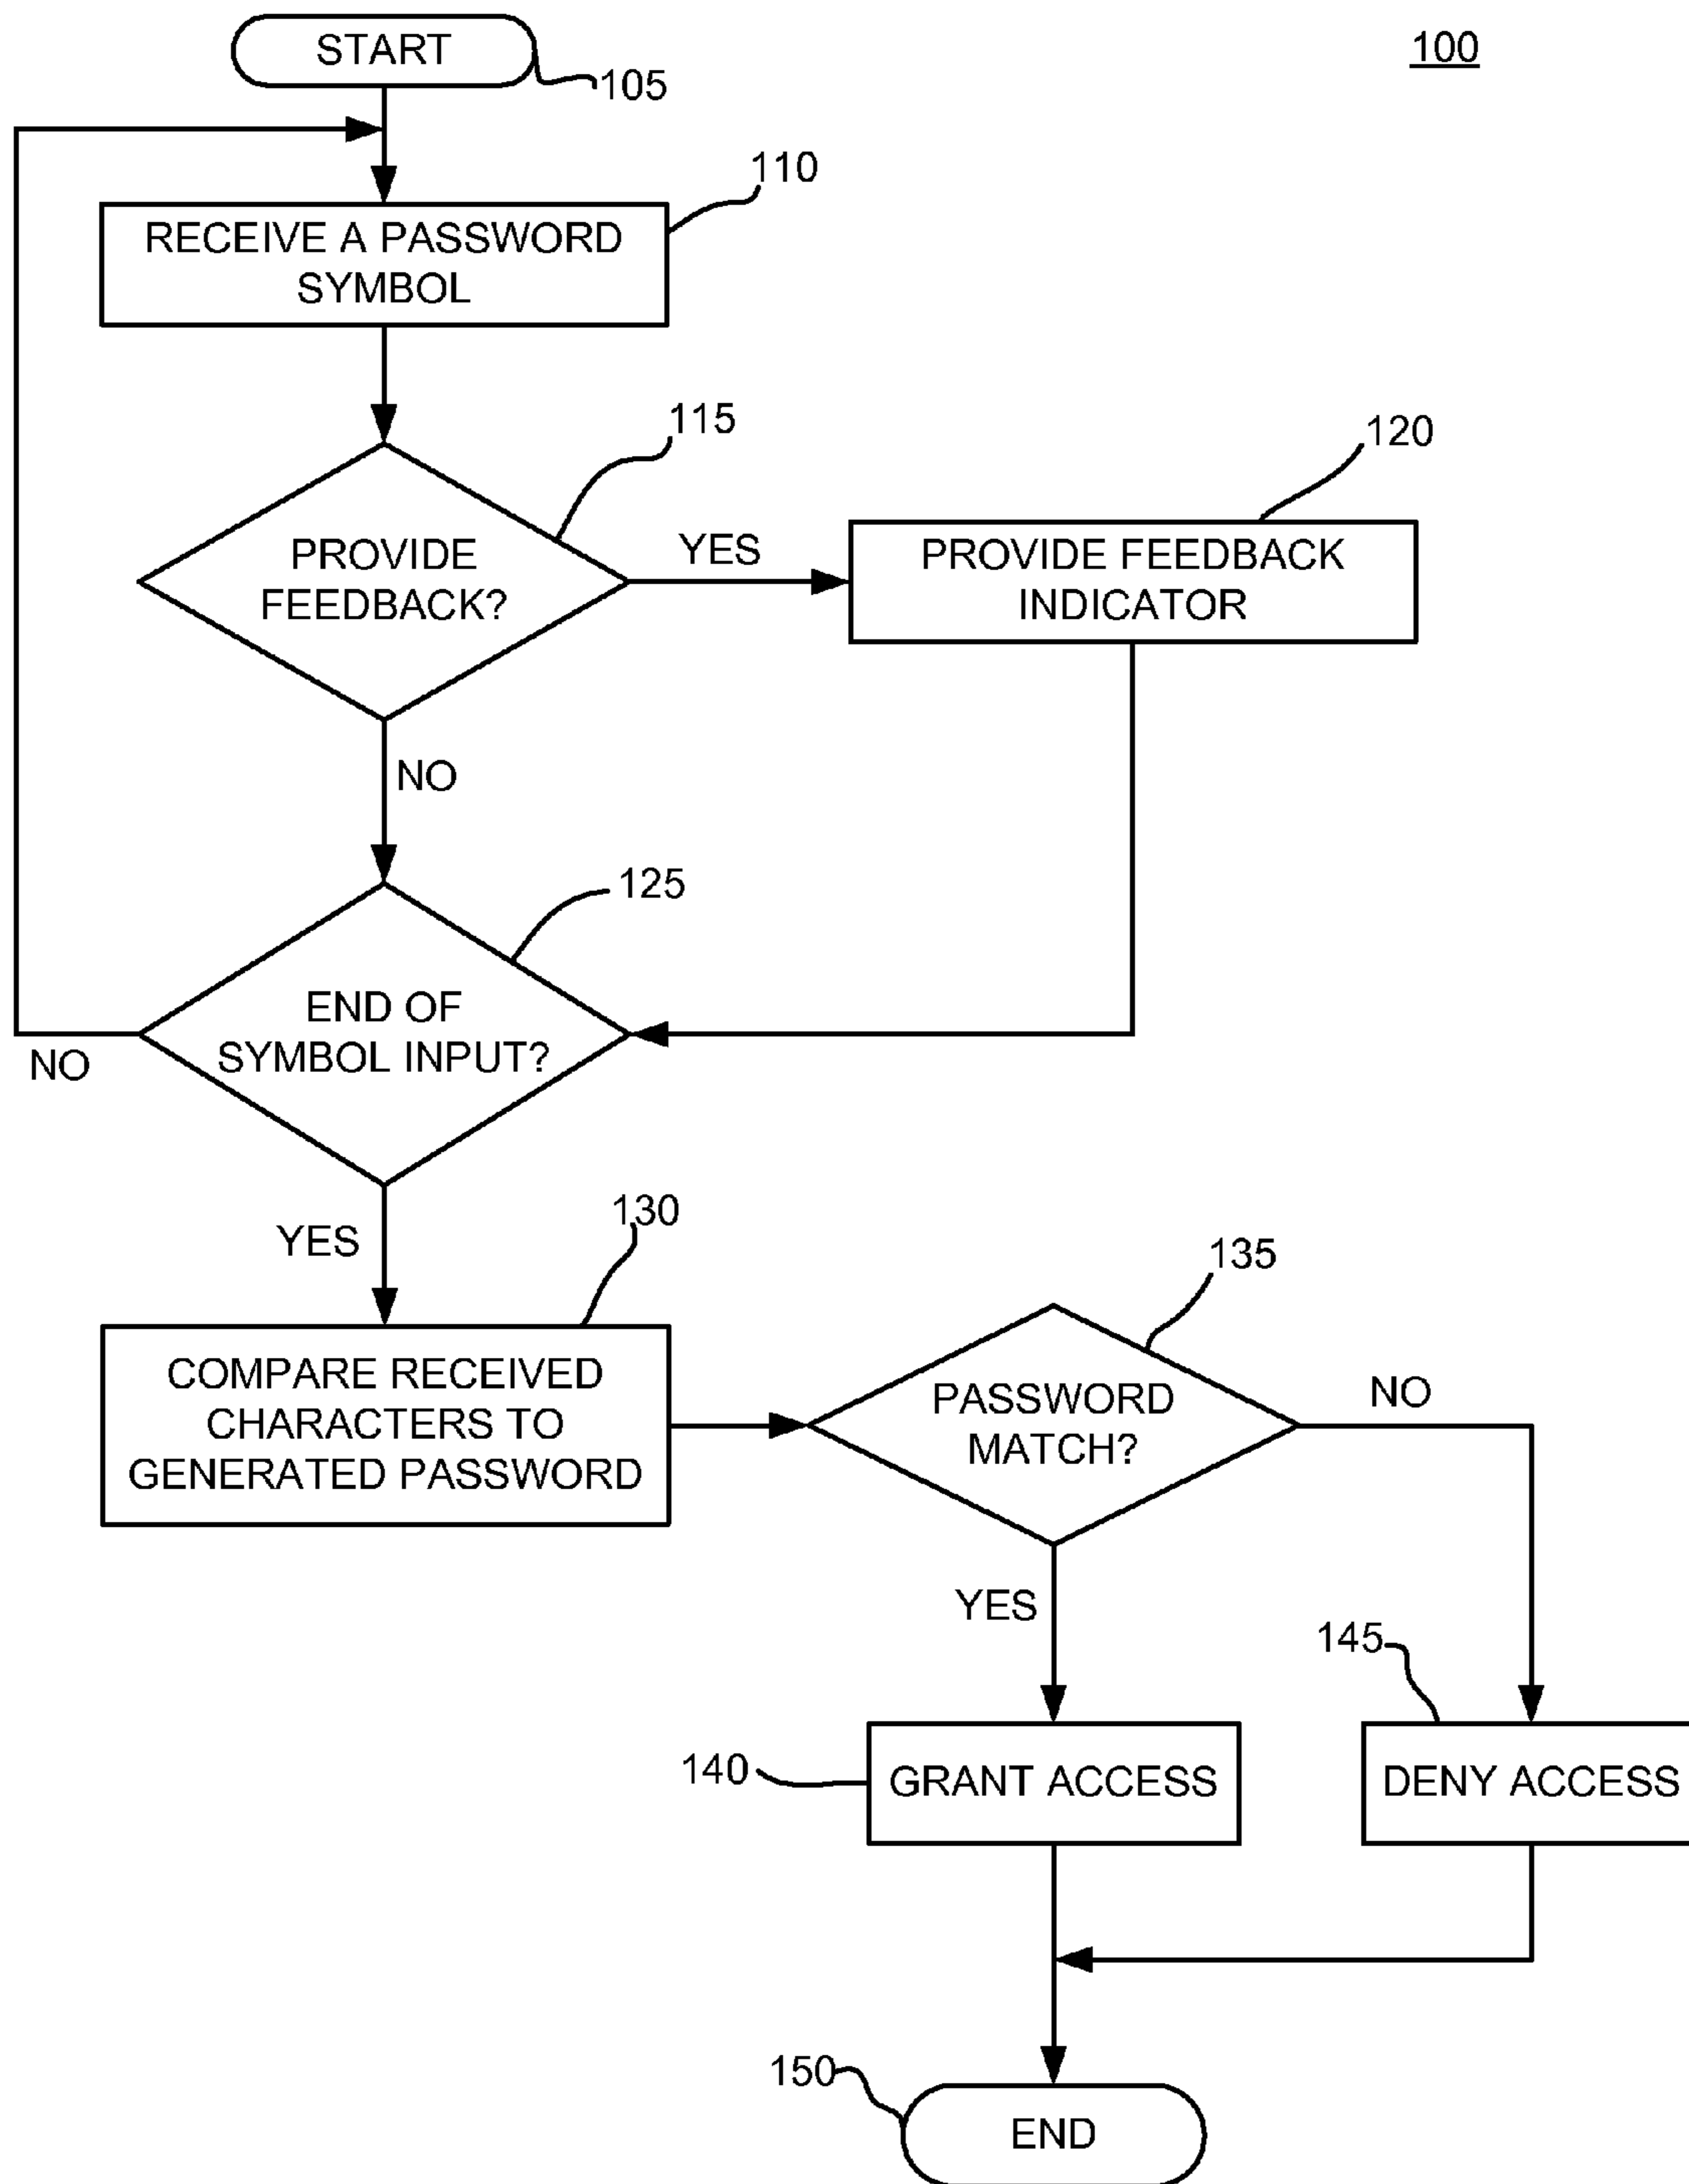 START
100
105
110
RECEIVE A PASSWORD
SYMBOL
115
120
PROVIDE
FEEDBACK?
YES
PROVIDE FEEDBACK
INDICATOR
NO
125
END OF
SYMBOL INPUT?
NO
YES
130
135
COMPARE RECEIVED
CHARACTERS TO
GENERATED PASSWORD
PASSWORD
MATCH?
NO
YES
145
140
GRANT ACCESS
DENY ACCESS
150
END